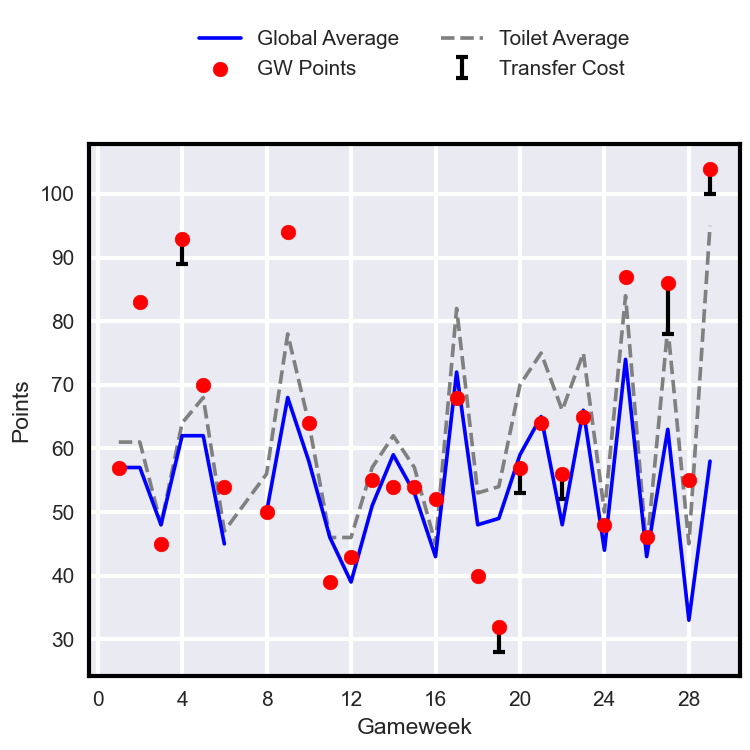 Global Average
Toilet Average
GW Points
Transfer Cost
100
90
80
70
60
50
40
30
Points
0 4 8 12 16 20 24 28
Gameweek